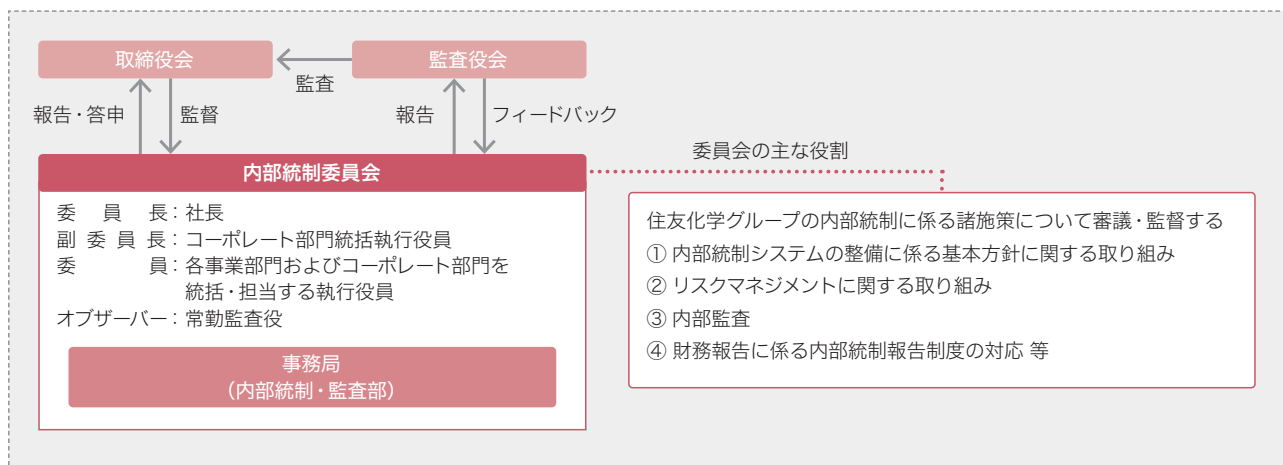 取締役会
監査役会
監査
報告・答申
監督
報告
フィードバック
内部統制委員会
委員長：社長
副委員長：コーポレート部門統括執行役員
委員：各事業部門およびコーポレート部門を
統括・担当する執行役員
オブザーバー：常勤監査役
事務局
（内部統制・監査部）
委員会の主な役割
住友化学グループの内部統制に係る諸施策について審議・監督する
① 内部統制システムの整備に係る基本方針に関する取り組み
② リスクマネジメントに関する取り組み
③ 内部監査
④ 財務報告に係る内部統制報告制度の対応 等